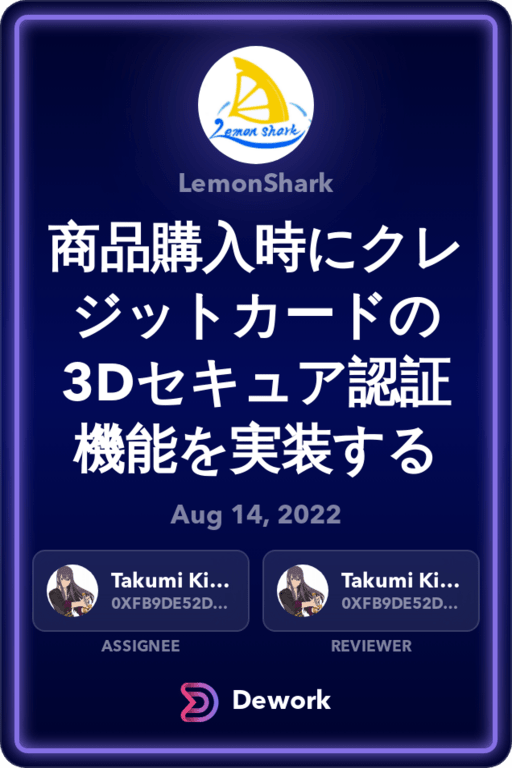 Lemon shark
LemonShark
商品購入時にクレ
ジットカードの
3Dセキュア認証
機能を実装する
Aug 14, 2022
Takumi Ki...
0XFB9DE52D...
ASSIGNEE
Takumi Ki...
0XFB9DE52D...
REVIEWER
Dework